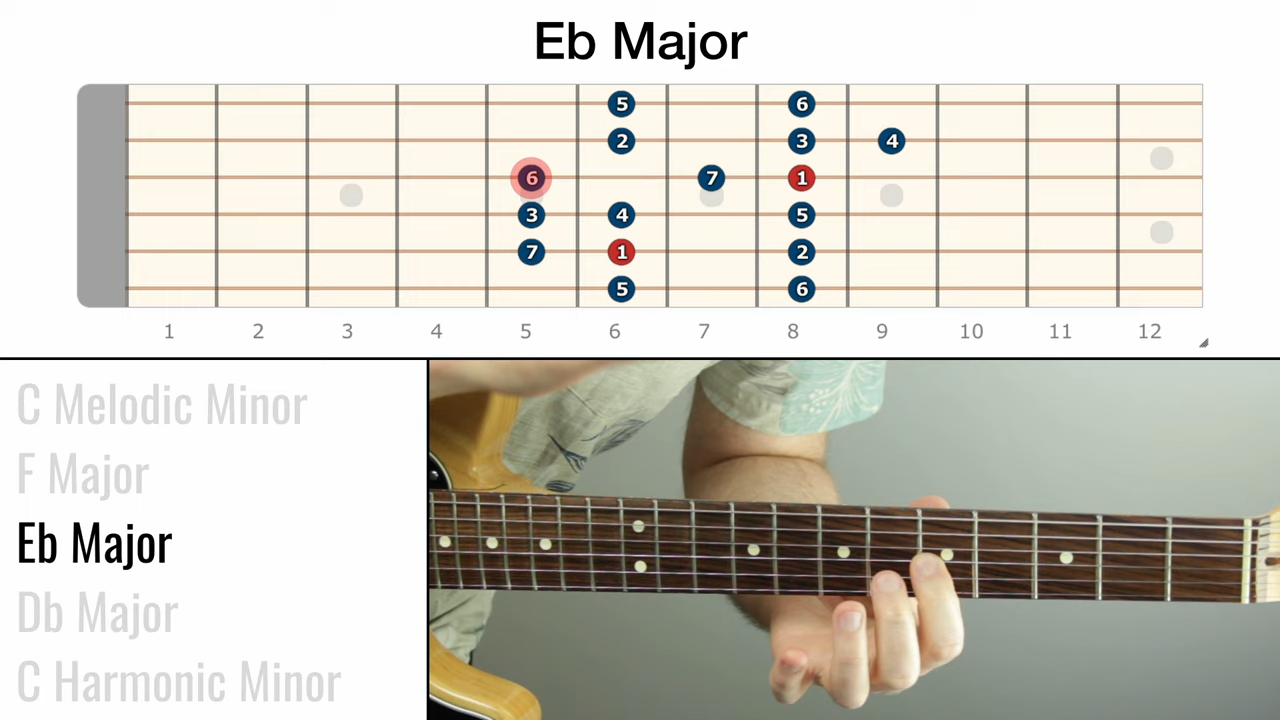 Eb Major
5 6
2 3 4
6 7 1
3 4 5
7 1 2
5 6
1 2 3 4 5 6 7 8 9 10 11 12
C Melodic Minor
F Major
Eb Major
Db Major
C Harmonic Minor